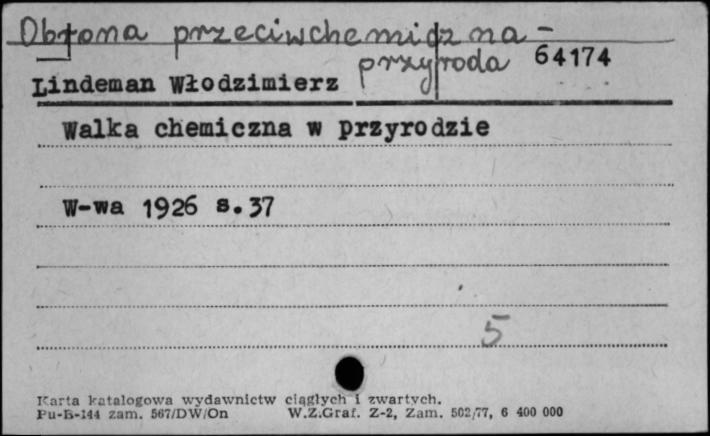 Obrona przeciwchemiczna -
przyroda 64174
Lindeman Włodzimierz
Walka chemiczna w przyrodzie
W-wa 1926 s.37
5
Karta katalogowa wydawnictw ciągłych i zwartych.
Pu-B-144 zam. 567/DW/On W.Z.Graf. Z-2, Zam. 502/77, 6 400 000